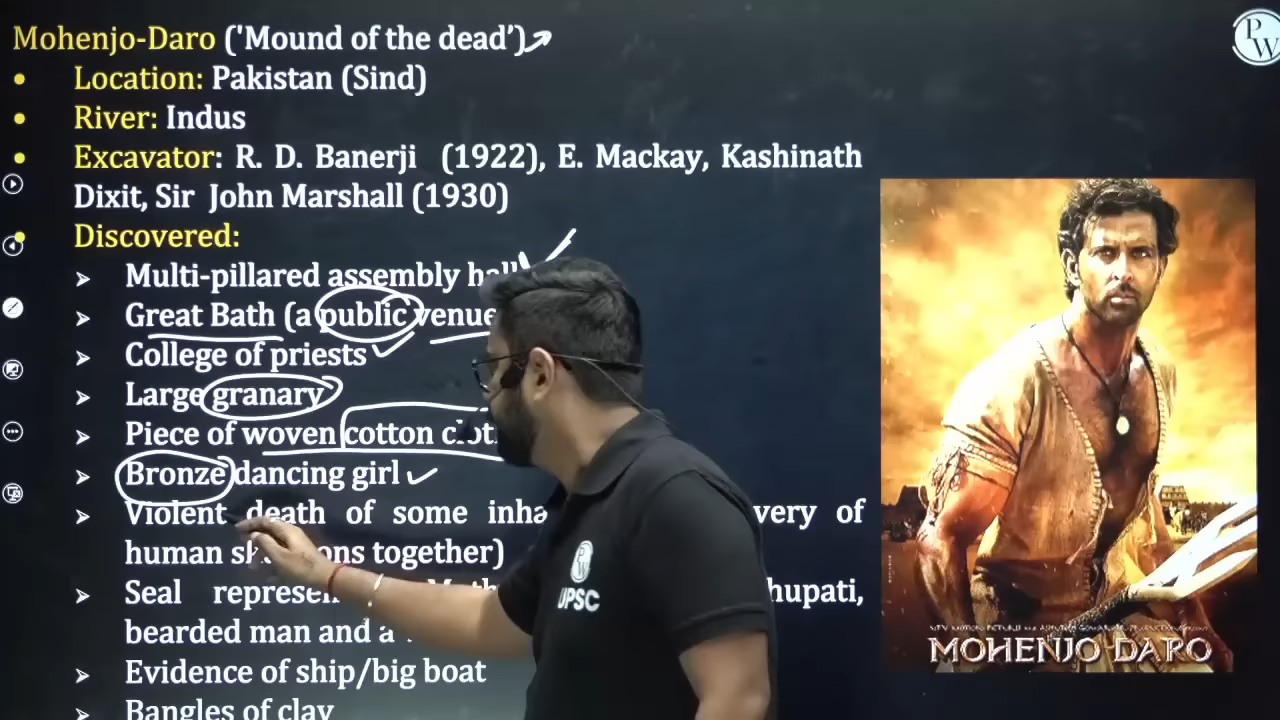 Mohenjo-Daro ('Mound of the dead')
• Location: Pakistan (Sind)
• River: Indus
• Excavator: R. D. Banerji (1922), E. Mackay, Kashinath
Dixit, Sir John Marshall (1930)
• Discovered:
➢ Multi-pillared assembly hall
➢ Great Bath (a public venue
➢ College of priests
➢ Large granary
➢ Piece of woven cotton
➢ Bronze dancing girl
➢ Violent death of some of
human together)
➢ Seal
bearded man and a
➢ Evidence of ship/big boat
➢ Bangles of clay
PW
PW
UPSC
MOHENJO DARO